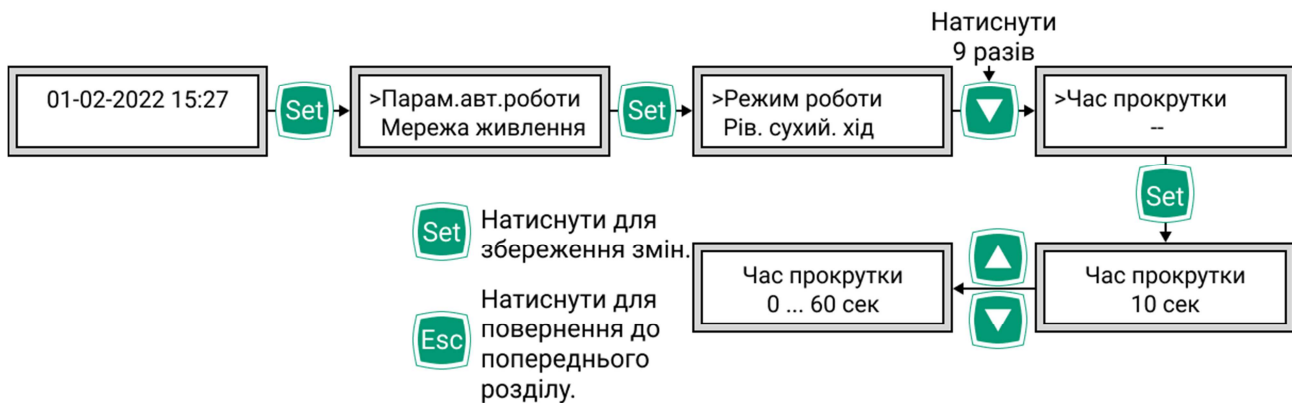 Натиснути
9 разів
01-02-2022 15:27
Set
>Парам.авт.роботи
Мережа живлення
Set
>Режим роботи
Рів. сухий. хід
>Час прокрутки
--
Set
Set
Натиснути для
збереження змін.
Час прокрутки
0 ... 60 сек
Час прокрутки
10 сек
Esc
Натиснути для
повернення до
попереднього
розділу.